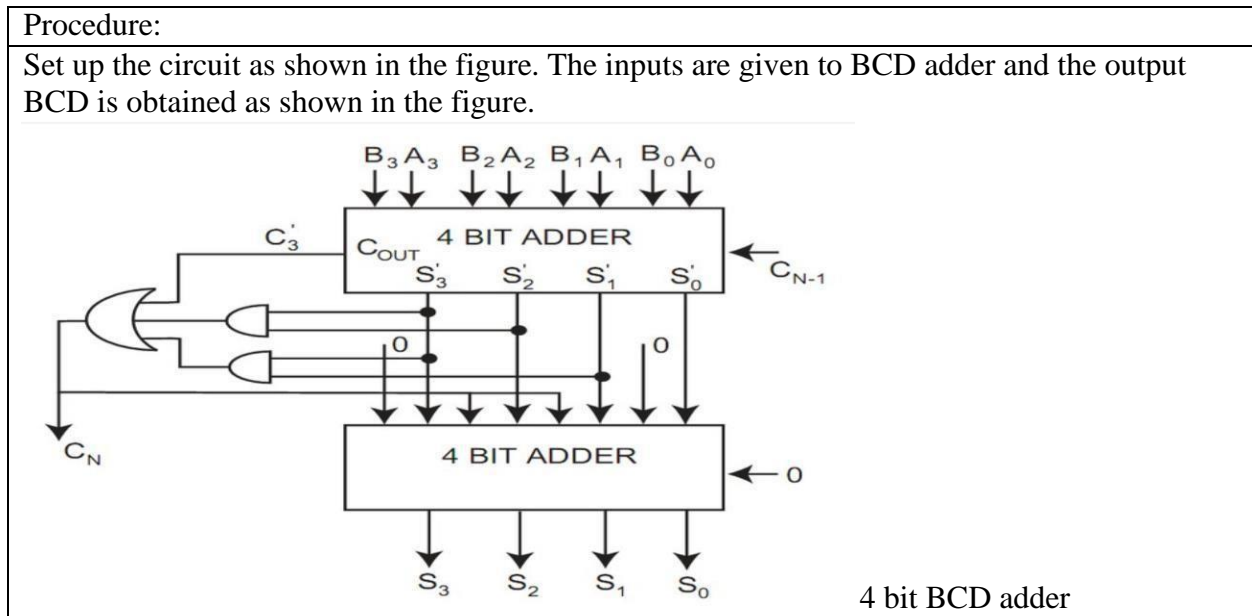 Procedure:
Set up the circuit as shown in the figure. The inputs are given to BCD adder and the output
BCD is obtained as shown in the figure.
B₃ A₃ B₂ A₂ B₁ A₁ B₀ A₀
C₃' C_OUT 4 BIT ADDER
S₃' S₂' S₁' S₀' C_N-1
0 0
C_N 4 BIT ADDER 0
S₃ S₂ S₁ S₀
4 bit BCD adder